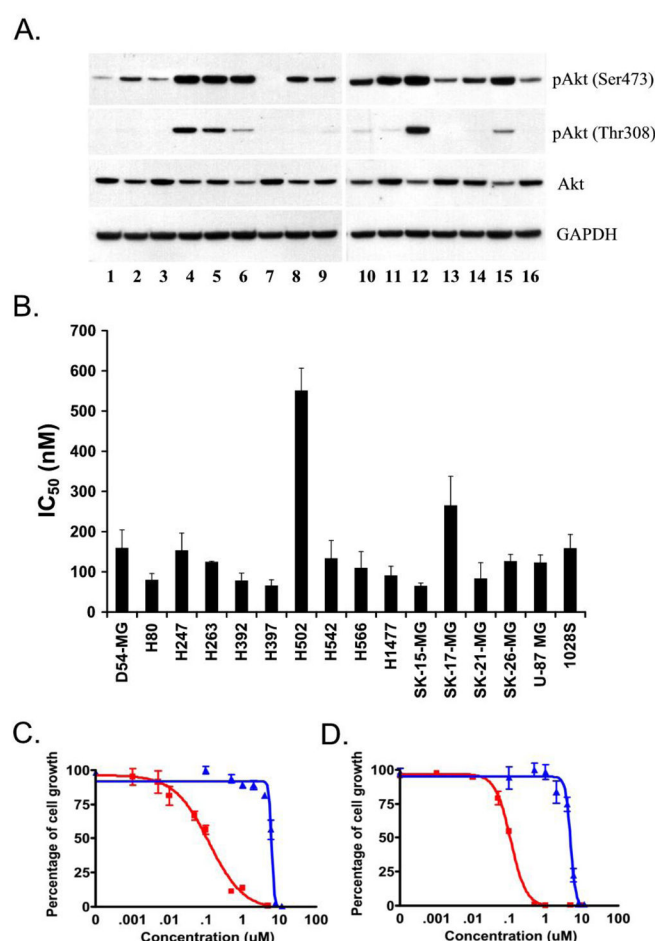 A.
pAkt (Ser473)
pAkt (Thr308)
Akt
GAPDH
1 2 3 4 5 6 7 8 9 10 11 12 13 14 15 16
B.
IC50 (nM)
700
600
500
400
300
200
100
0
D54-MG
H80
H247
H263
H392
H397
H502
H542
H566
H1477
SK-15-MG
SK-17-MG
SK-21-MG
SK-26-MG
U-87 MG
1028S
C.
Percentage of cell growth
100
75
50
25
0
0 .001 .01 .1 1 10 100
Concentration (uM)
D.
Percentage of cell growth
100
75
50
25
0
0 .001 .01 .1 1 10 100
Concentration (uM)